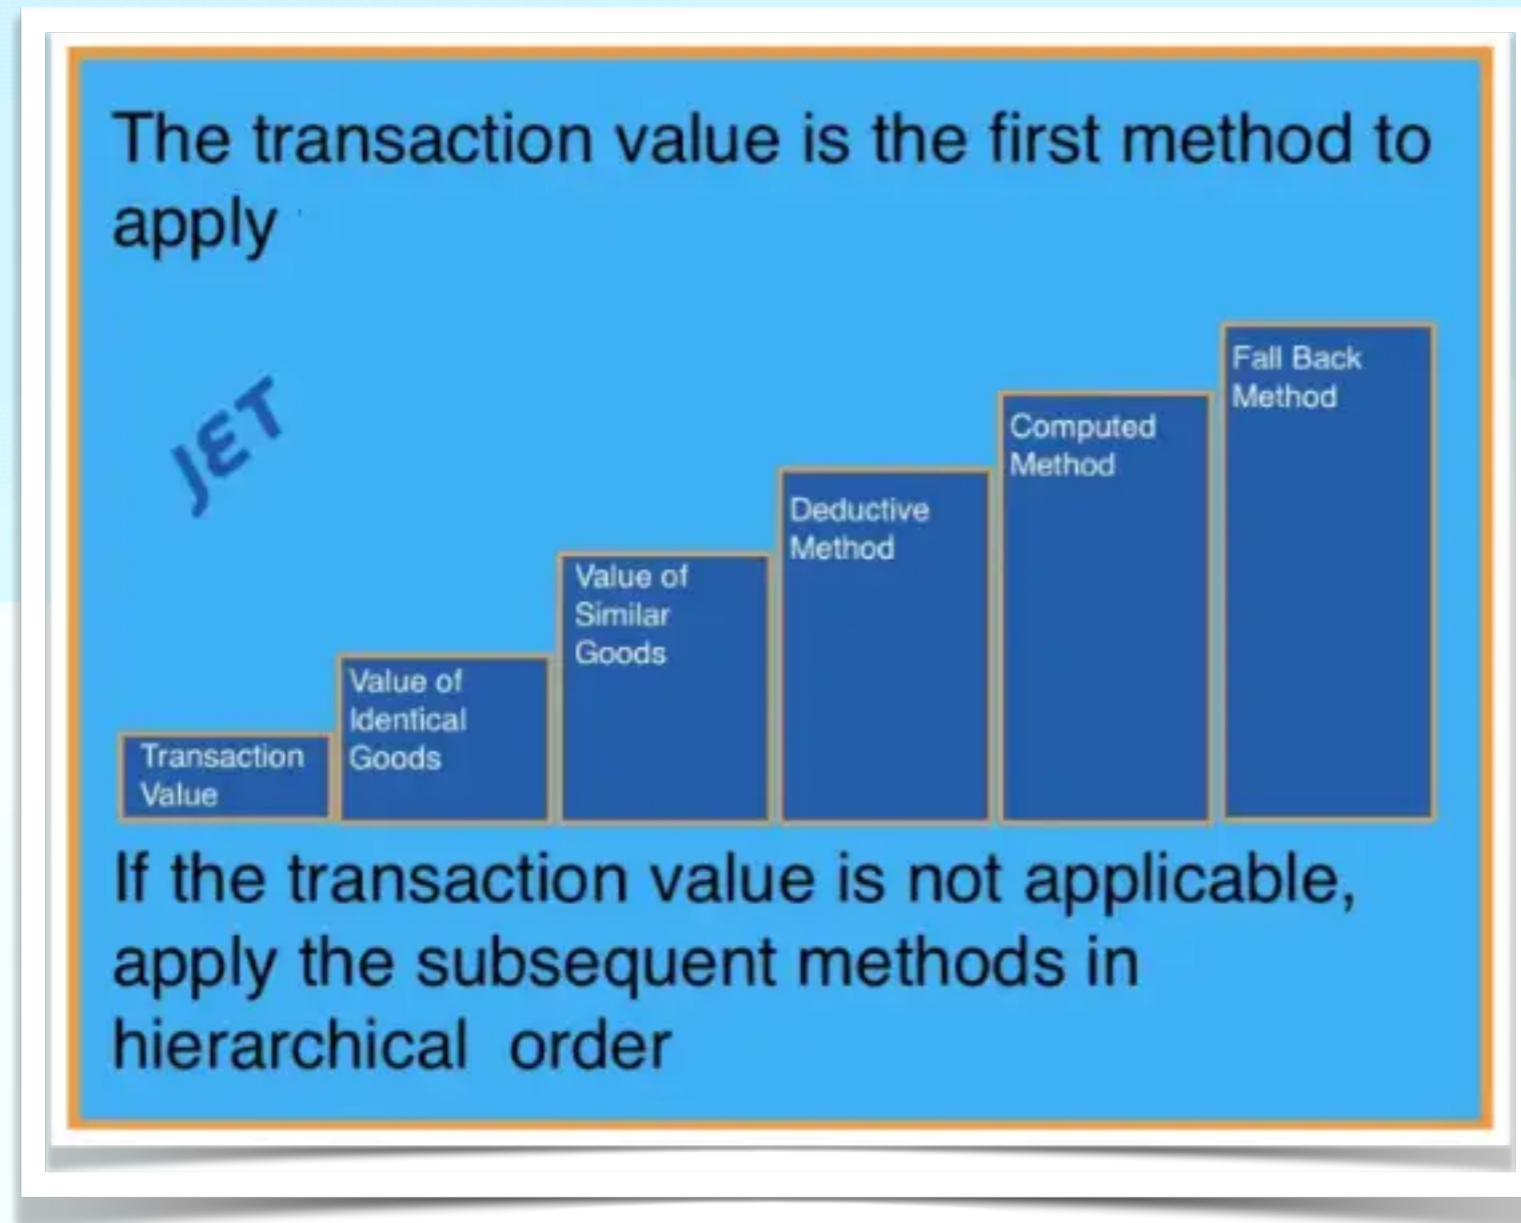 The transaction value is the first method to
apply
JET
Transaction
Value
Value of
Identical
Goods
Value of
Similar
Goods
Deductive
Method
Computed
Method
Fall Back
Method
If the transaction value is not applicable,
apply the subsequent methods in
hierarchical order